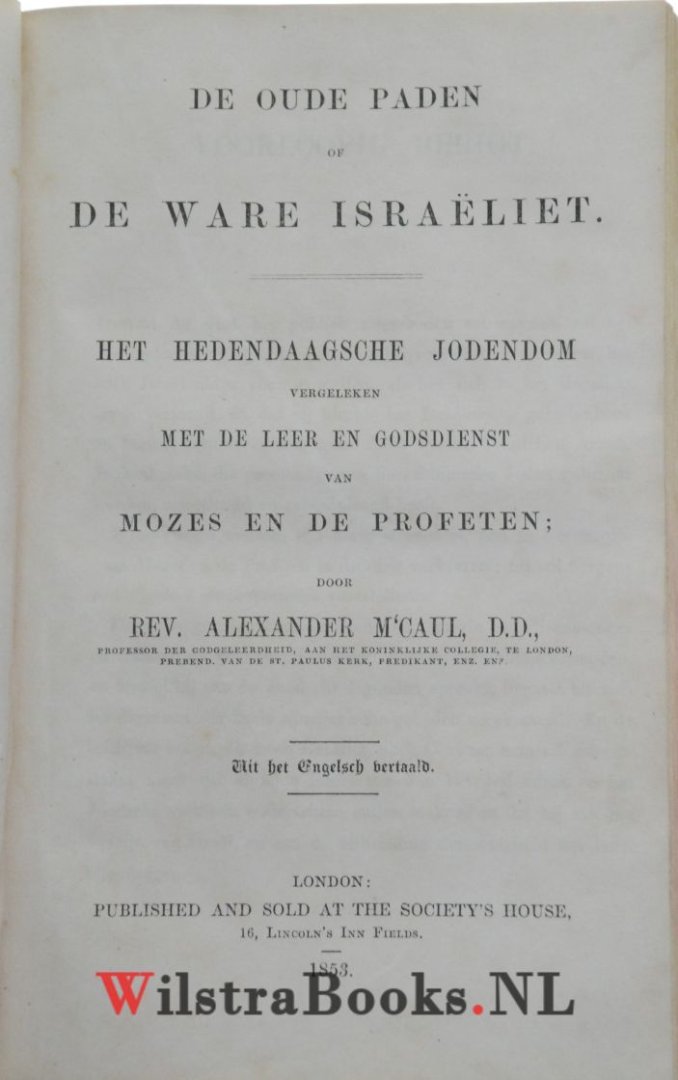 DE OUDE PADEN
OF
DE WARE ISRAËLIET.
HET HEDENDAAGSCHE JODENDOM
VERGELEKEN
MET DE LEER EN GODSDIENST
VAN
MOZES EN DE PROFETEN;
DOOR
REV. ALEXANDER M‘CAUL, D.D.,
PROFESSOR DER GODGELEERDHEID, AAN HET KONINKLIJKE COLLEGIE, TE LONDON,
PREBEND. VAN DE ST. PAULUS KERK, PREDIKANT, ENZ. ENZ.
Uit het Engelsch vertaald.
LONDON:
PUBLISHED AND SOLD AT THE SOCIETY'S HOUSE,
16, LINCOLN'S INN FIELDS.
1853.
WilstraBooks.NL